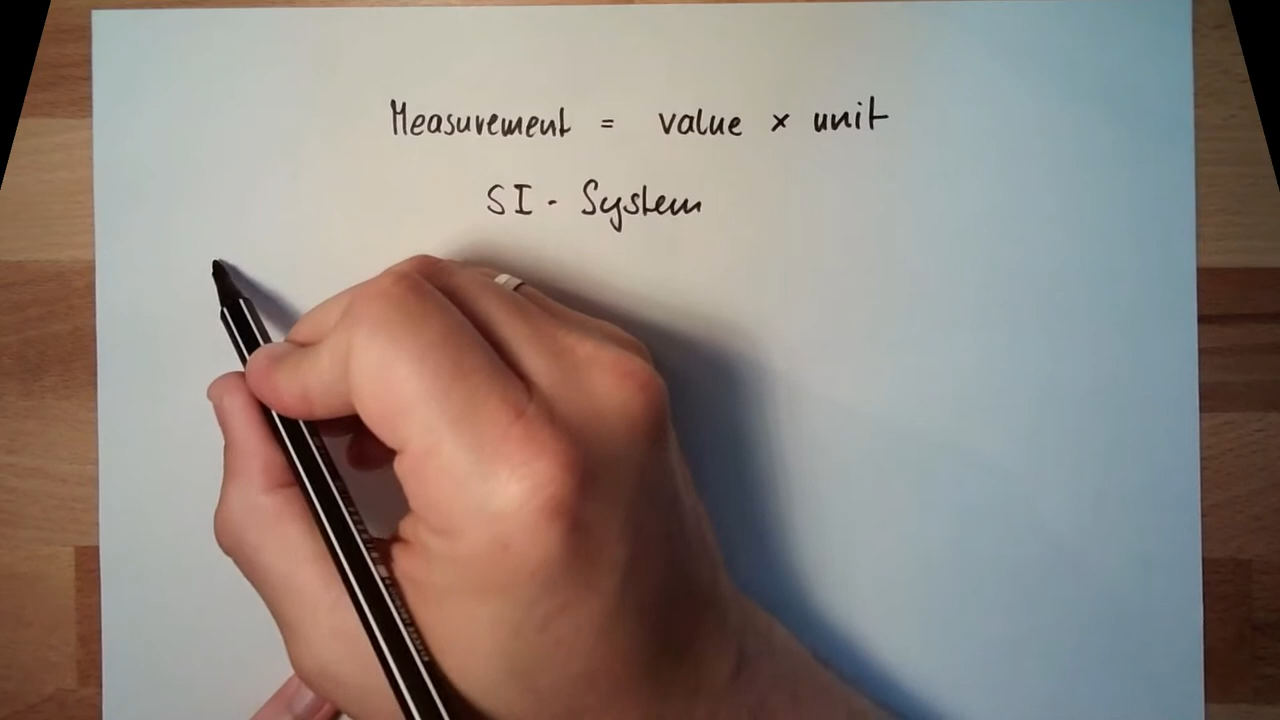 Measurement = value × unit
SI - System